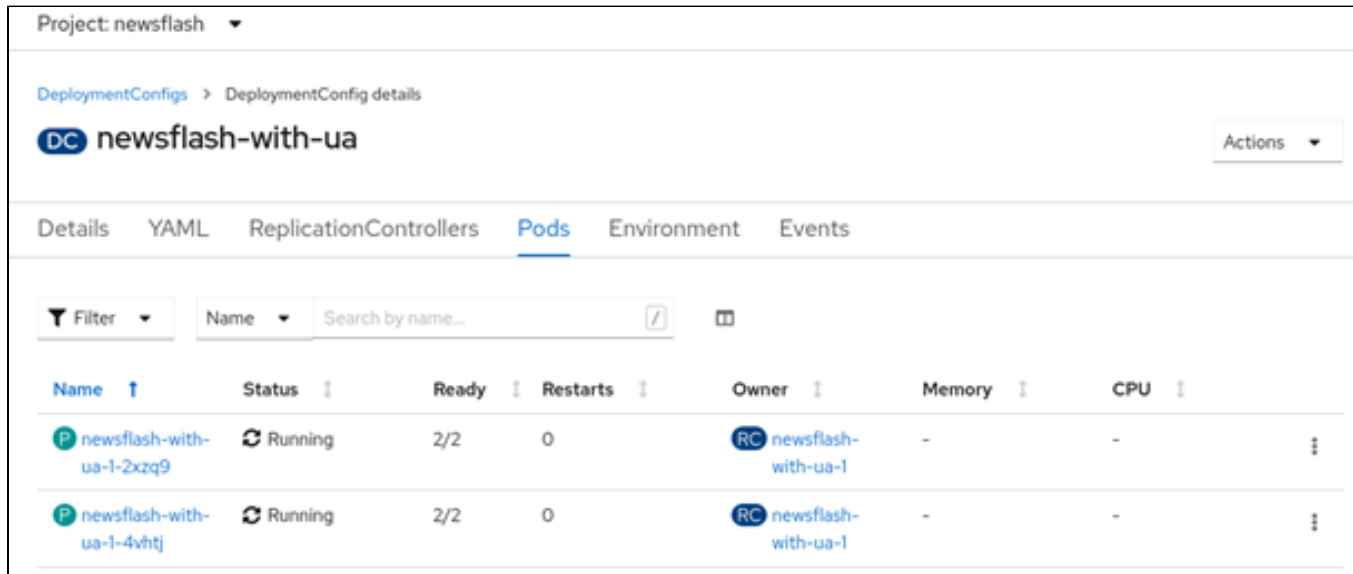 Project: newsflash
DeploymentConfigs > DeploymentConfig details
DC newsflash-with-ua
Actions
Details YAML ReplicationControllers Pods Environment Events
Filter Name Search by name... /
Name Status Ready Restarts Owner Memory CPU
P newsflash-with- Running 2/2 0 RC newsflash- - -
ua-1-2xzq9 with-ua-1
P newsflash-with- Running 2/2 0 RC newsflash- - -
ua-1-4vhtj with-ua-1